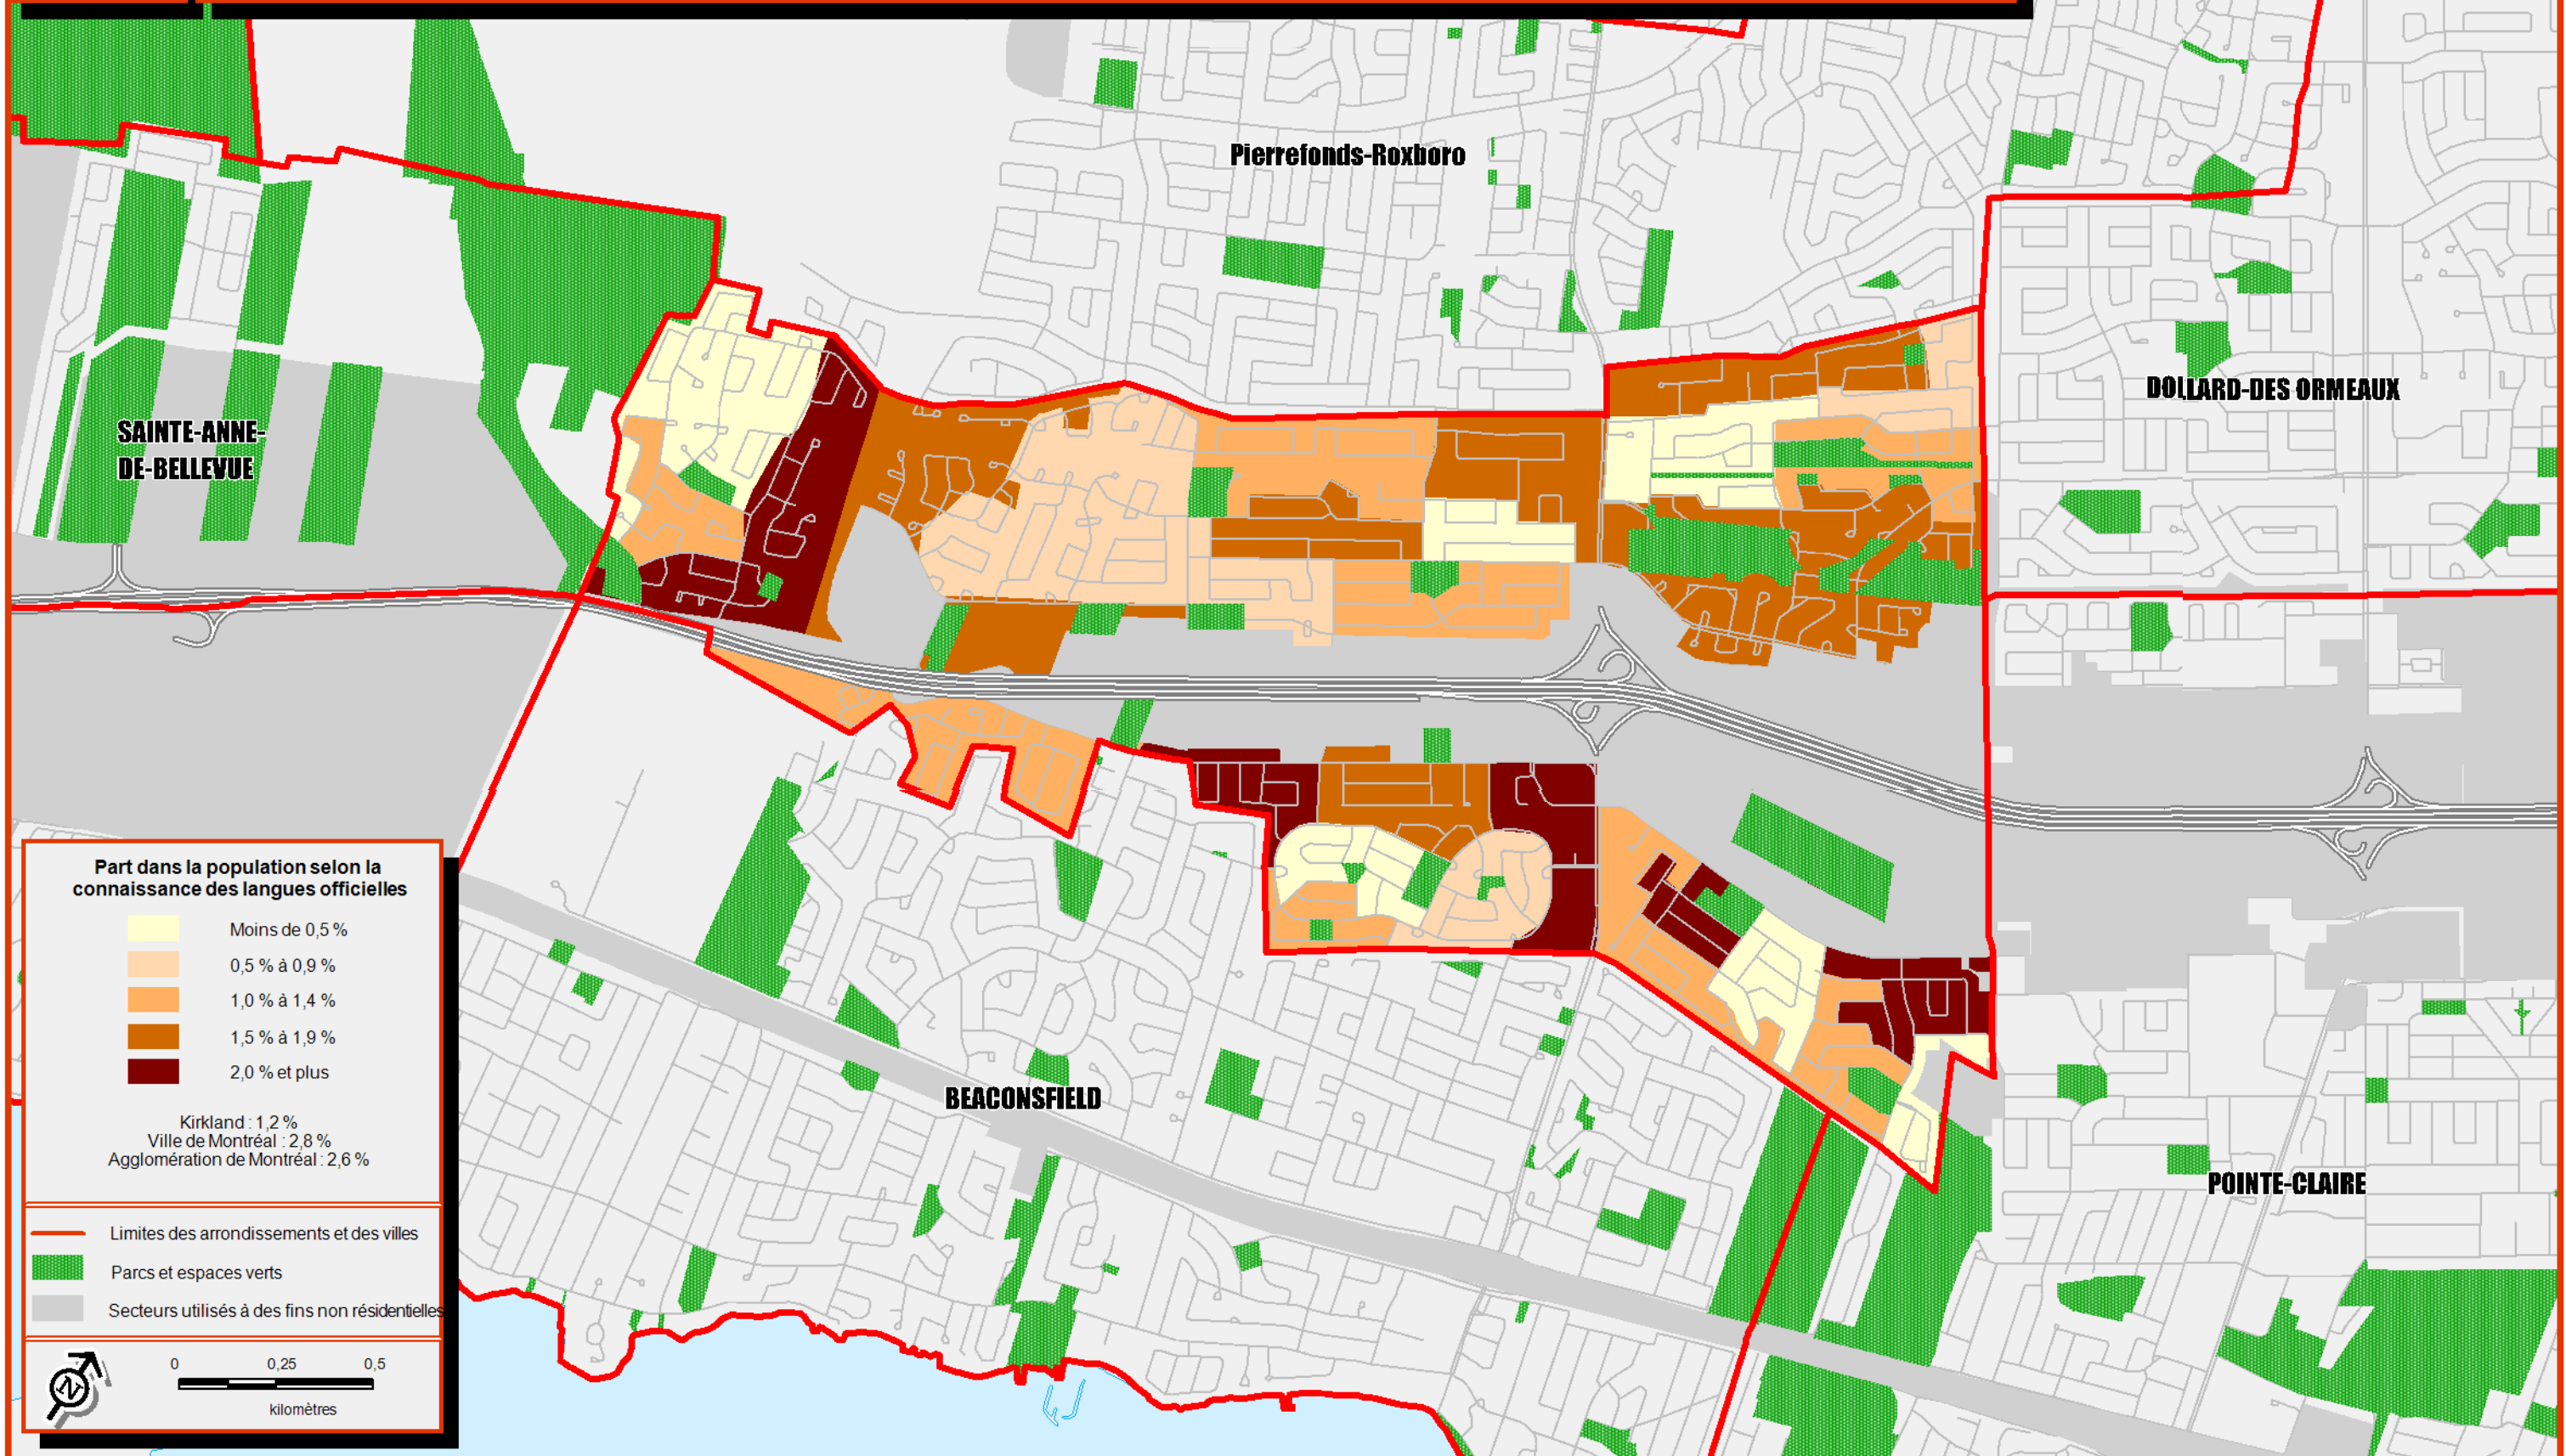 Pierrefonds-Roxboro
DOLLARD-DES ORMEAUX
SAINTE-ANNE-
DE-BELLEVUE
BEACONSFIELD
POINTE-CLAIRE
Part dans la population selon la
connaissance des langues officielles
Moins de 0,5 %
0,5 % à 0,9 %
1,0 % à 1,4 %
1,5 % à 1,9 %
2,0 % et plus
Kirkland : 1,2 %
Ville de Montréal : 2,8 %
Agglomération de Montréal : 2,6 %
Limites des arrondissements et des villes
Parcs et espaces verts
Secteurs utilisés à des fins non résidentielles
N
0 0,25 0,5
kilomètres